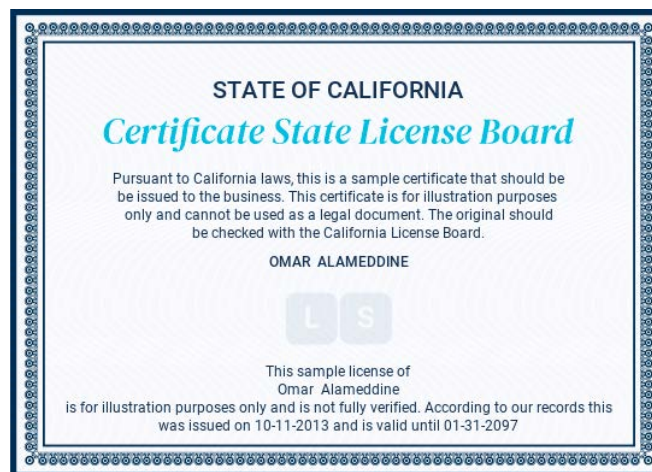 STATE OF CALIFORNIA
Certificate State License Board
Pursuant to California laws, this is a sample certificate that should be
be issued to the business. This certificate is for illustration purposes
only and cannot be used as a legal document. The original should
be checked with the California License Board.
OMAR ALAMEDDINE
L S
This sample license of
Omar Alameddine
is for illustration purposes only and is not fully verified. According to our records this
was issued on 10-11-2013 and is valid until 01-31-2097